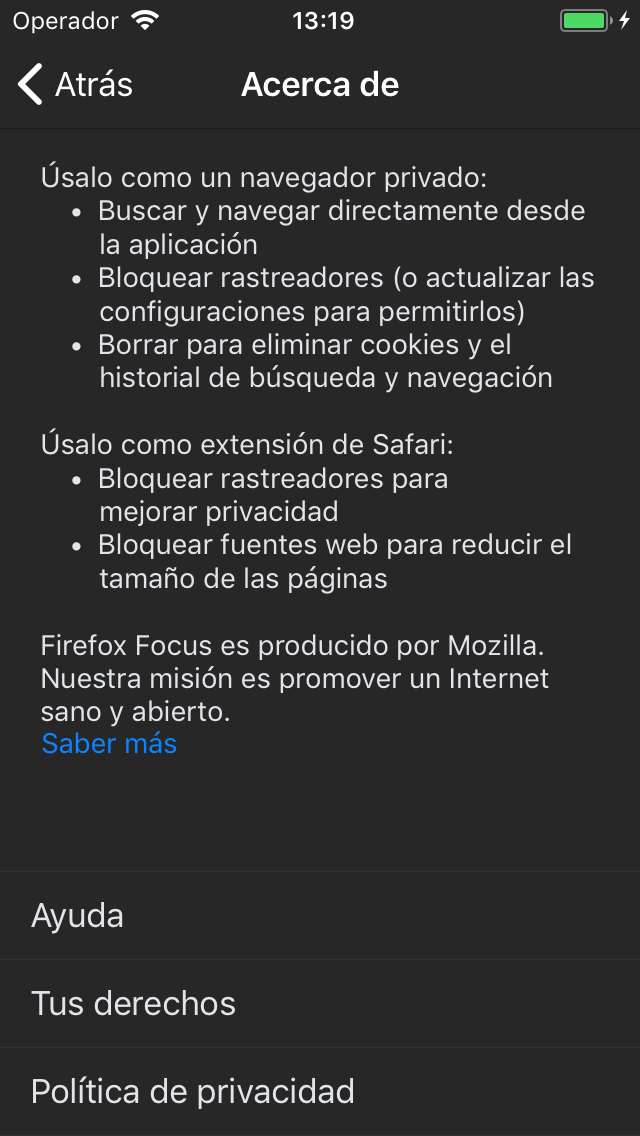 Operador
13:19
Atrás
Acerca de
Úsalo como un navegador privado:
• Buscar y navegar directamente desde
la aplicación
• Bloquear rastreadores (o actualizar las
configuraciones para permitirlos)
• Borrar para eliminar cookies y el
historial de búsqueda y navegación
Úsalo como extensión de Safari:
• Bloquear rastreadores para
mejorar privacidad
• Bloquear fuentes web para reducir el
tamaño de las páginas
Firefox Focus es producido por Mozilla.
Nuestra misión es promover un Internet
sano y abierto.
Saber más
Ayuda
Tus derechos
Política de privacidad